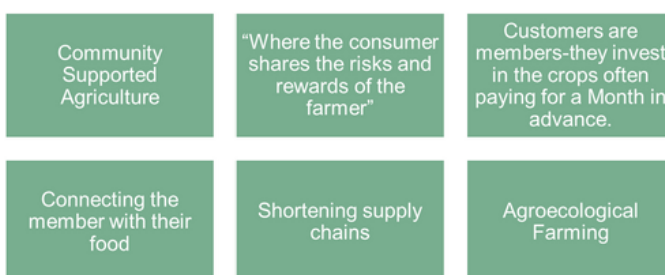 Community
Supported
Agriculture
“Where the consumer
shares the risks and
rewards of the
farmer”
Customers are
members-they invest
in the crops often
paying for a Month in
advance.
Connecting the
member with their
food
Shortening supply
chains
Agroecological
Farming